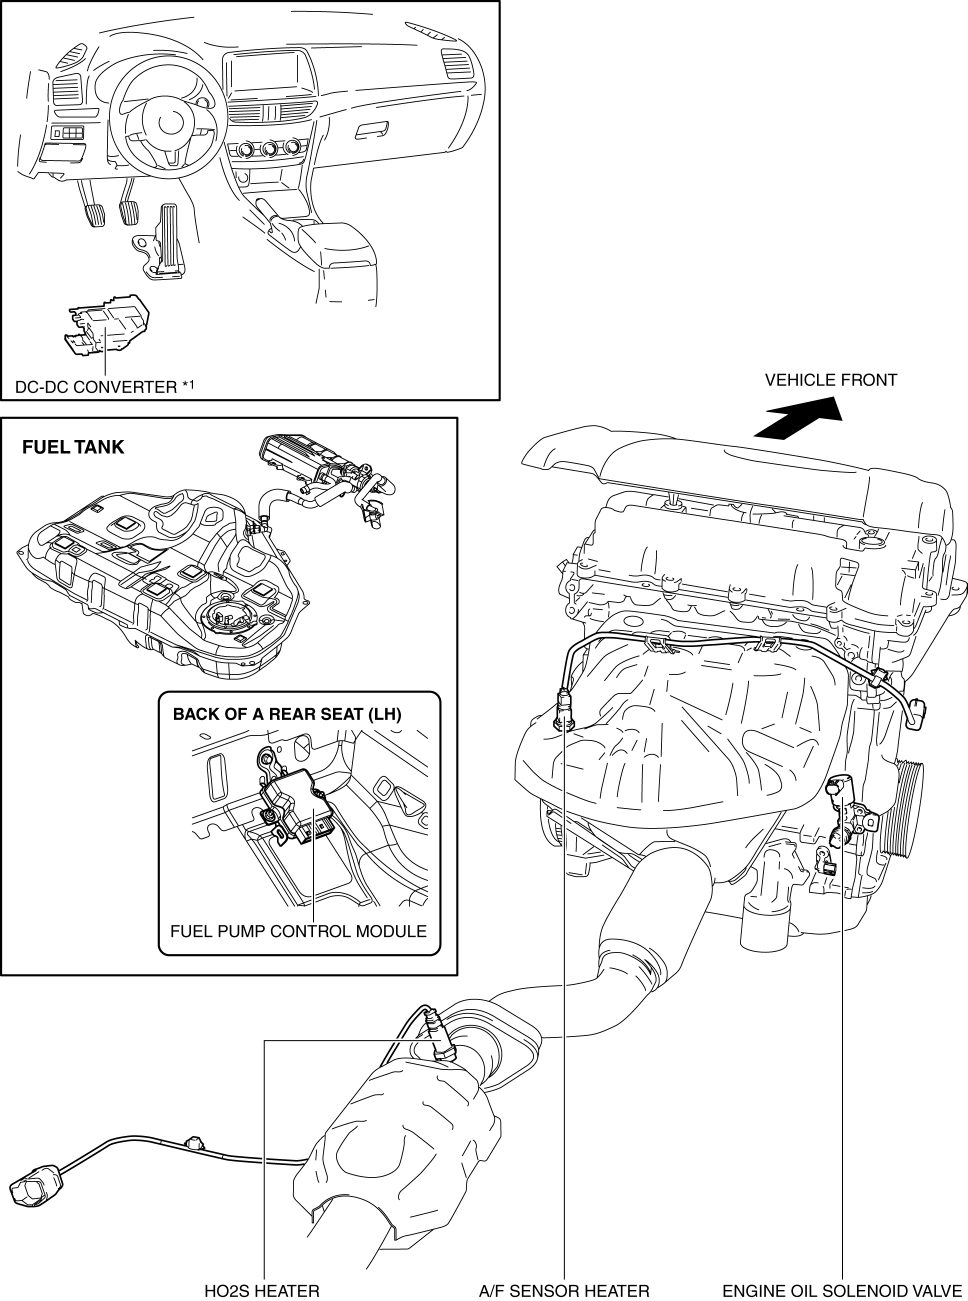 DC-DC CONVERTER *1
VEHICLE FRONT
FUEL TANK
BACK OF A REAR SEAT (LH)
FUEL PUMP CONTROL MODULE
HO2S HEATER
A/F SENSOR HEATER
ENGINE OIL SOLENOID VALVE